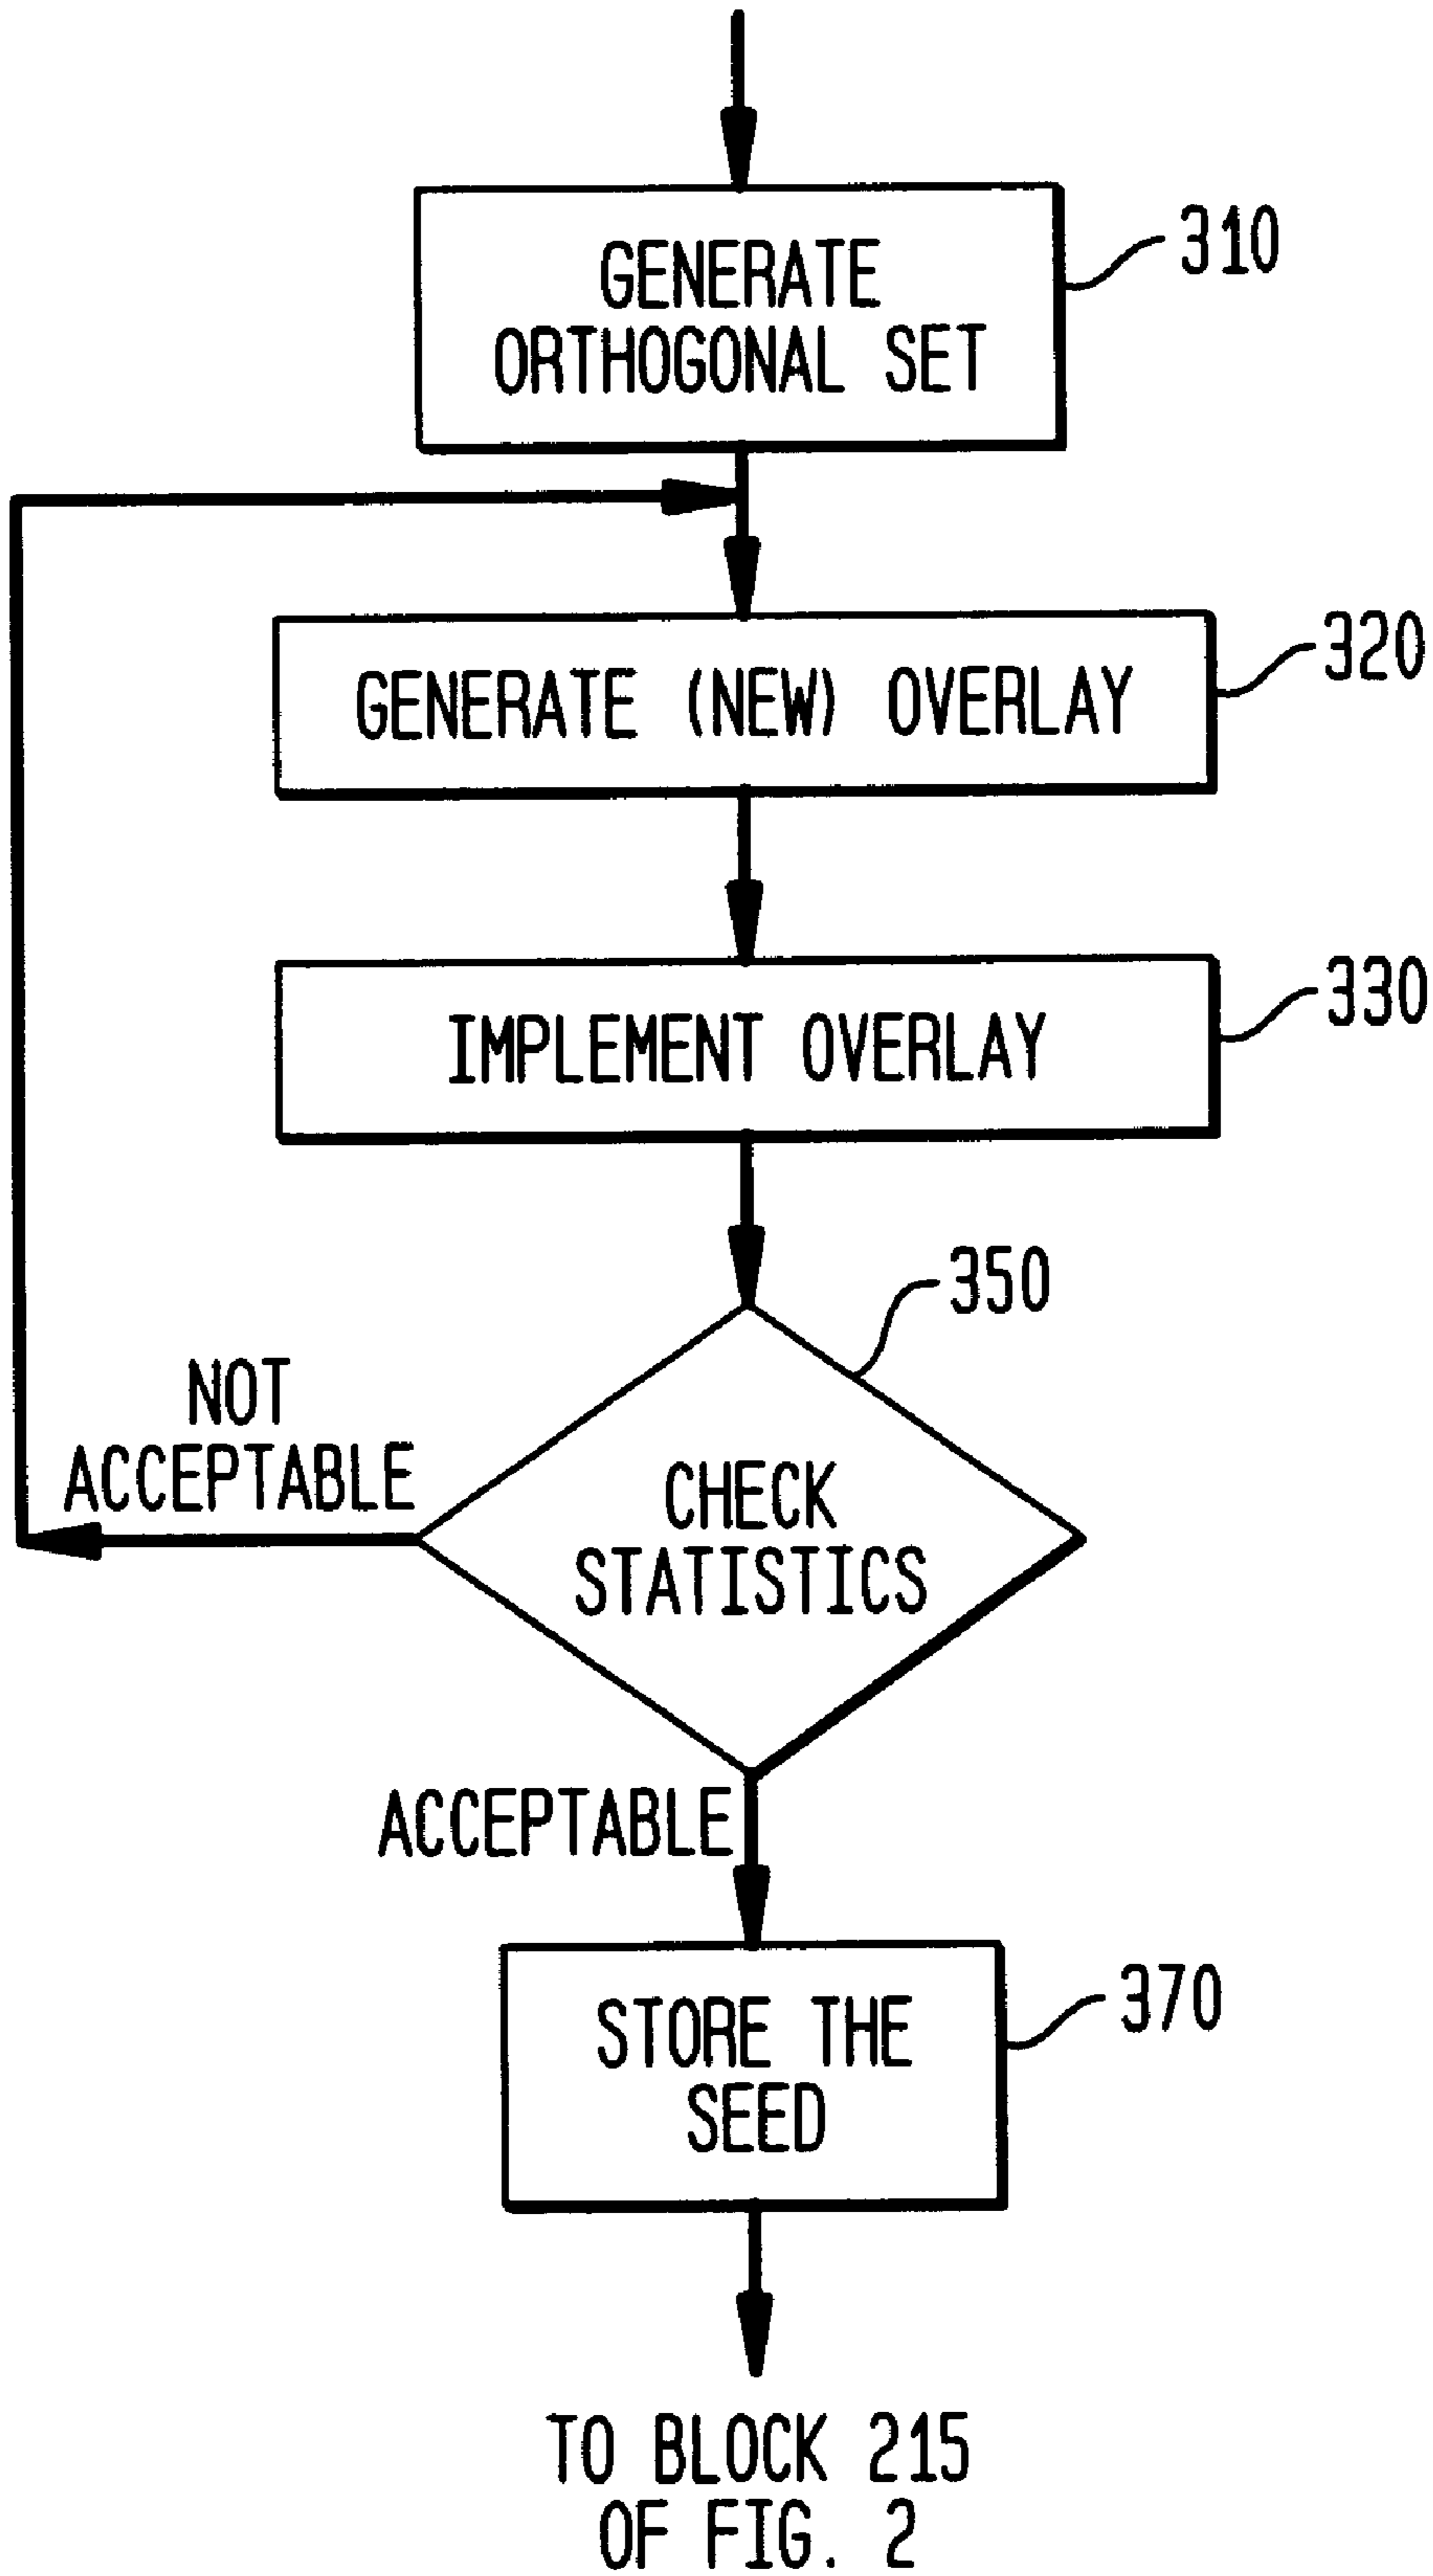 GENERATE
ORTHOGONAL SET
310
GENERATE (NEW) OVERLAY
320
IMPLEMENT OVERLAY
330
350
NOT
ACCEPTABLE
CHECK
STATISTICS
ACCEPTABLE
STORE THE
SEED
370
TO BLOCK 215
OF FIG. 2